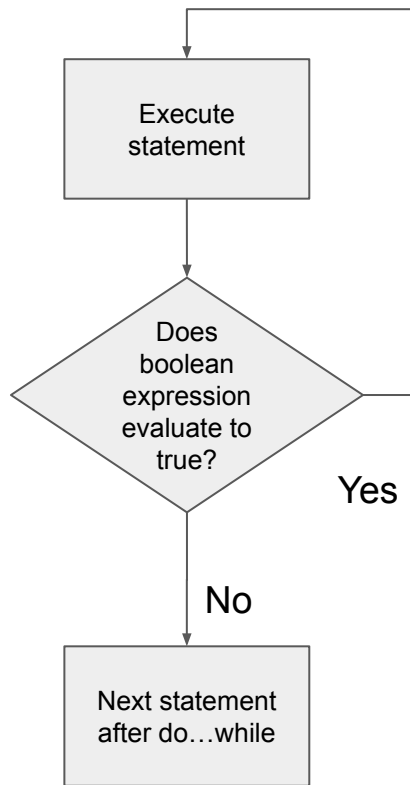 Execute
statement
Does
boolean
expression
evaluate to
true?
Yes
No
Next statement
after do…while